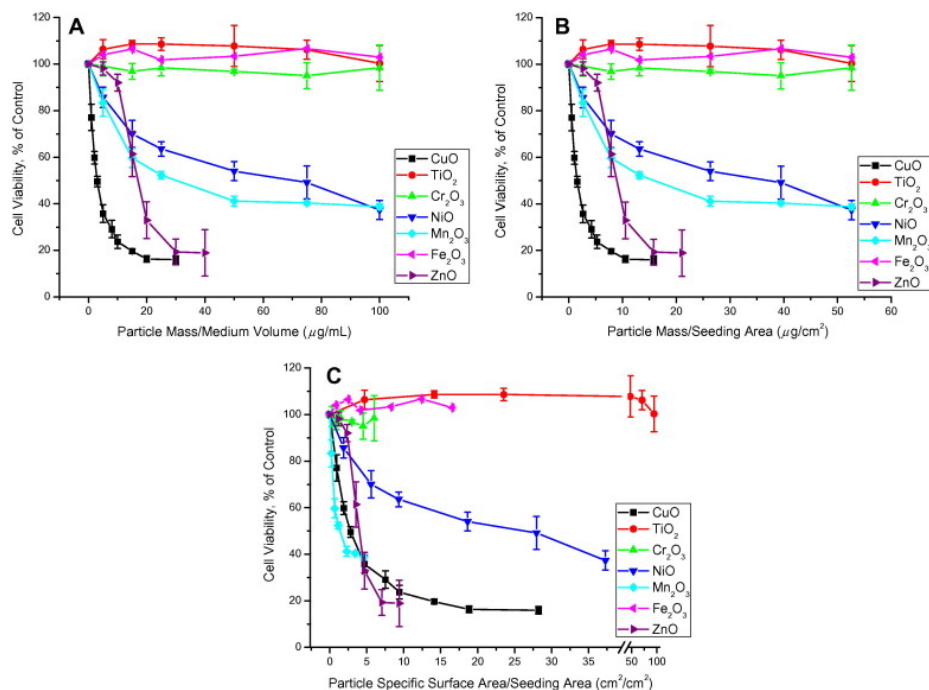 A
Cell Viability, % of Control
120
100
80
60
40
20
0
0 20 40 60 80 100
Particle Mass/Medium Volume (μg/mL)
CuO
TiO₂
Cr₂O₃
NiO
Mn₂O₃
Fe₂O₃
ZnO
B
Cell Viability, % of Control
120
100
80
60
40
20
0
0 10 20 30 40 50 60
Particle Mass/Seeding Area (μg/cm²)
CuO
TiO₂
Cr₂O₃
NiO
Mn₂O₃
Fe₂O₃
ZnO
C
Cell Viability, % of Control
120
100
80
60
40
20
0
0 5 10 15 20 25 30 35 50 100
Particle Specific Surface Area/Seeding Area (cm²/cm²)
CuO
TiO₂
Cr₂O₃
NiO
Mn₂O₃
Fe₂O₃
ZnO